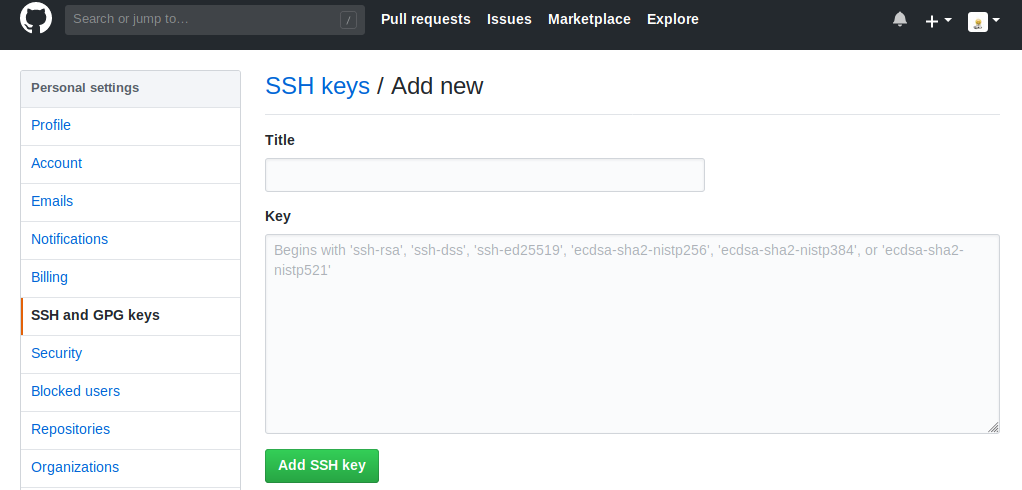 Search or jump to…
/
Pull requests
Issues
Marketplace
Explore
Personal settings
Profile
Account
Emails
Notifications
Billing
SSH and GPG keys
Security
Blocked users
Repositories
Organizations
SSH keys / Add new
Title
Key
Begins with 'ssh-rsa', 'ssh-dss', 'ssh-ed25519', 'ecdsa-sha2-nistp256', 'ecdsa-sha2-nistp384', or 'ecdsa-sha2-
nistp521'
Add SSH key